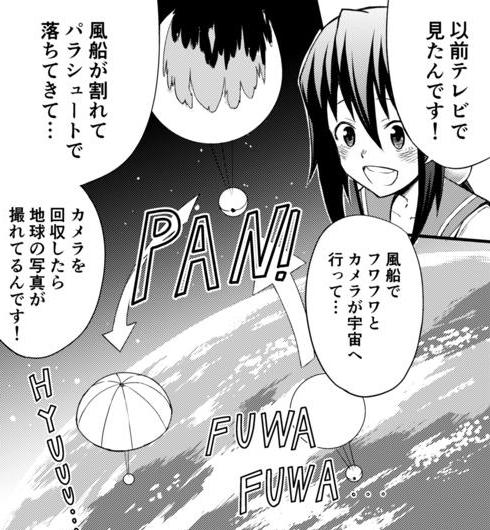 以前テレビで
見たんです！
風船で
フワフワと
カメラが宇宙へ
行って…
FUWA
FUWA...
PAN!
風船が割れて
パラシュートで
落ちてきて…
HYUUU...
カメラを
回収したら
地球の写真が
撮れてるんです！